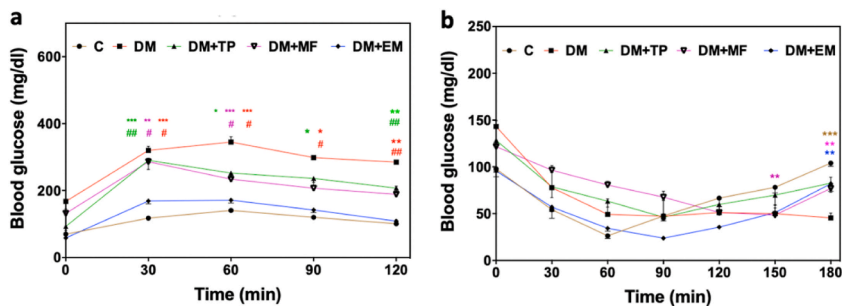 a
Blood glucose (mg/dl)
600
400
200
0
C DM DM+TP DM+MF DM+EM
*** ** ***
## # #
* *** ***
# #
* *
#
**
##
**
##
0 30 60 90 120
Time (min)
b
Blood glucose (mg/dl)
250
200
150
100
50
0
C DM DM+TP DM+MF DM+EM
**
***
**
**
0 30 60 90 120 150 180
Time (min)